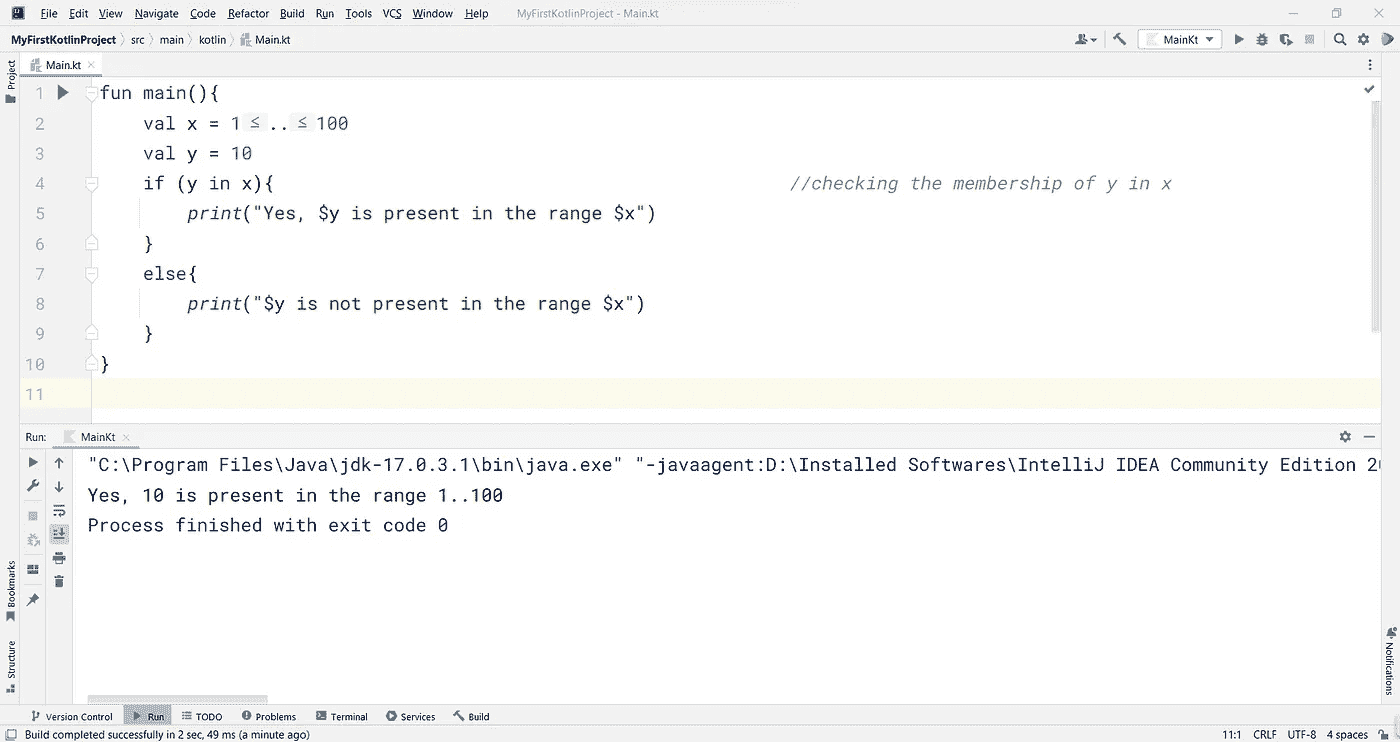 File Edit View Navigate Code Refactor Build Run Tools VCS Window Help MyFirstKotlinProject - Main.kt
MyFirstKotlinProject src main kotlin Main.kt MainKt
Project
Main.kt
1 fun main(){
2 val x = 1 ≤ .. ≤ 100
3 val y = 10
4 if (y in x){ //checking the membership of y in x
5 print("Yes, $y is present in the range $x")
6 }
7 else{
8 print("$y is not present in the range $x")
9 }
10 }
11
Run: MainKt
"C:\Program Files\Java\jdk-17.0.3.1\bin\java.exe" "-javaagent:D:\Installed Softwares\IntelliJ IDEA Community Edition
Yes, 10 is present in the range 1..100
Process finished with exit code 0
Bookmarks
Structure
Notifications
Version Control Run TODO Problems Terminal Services Build
Build completed successfully in 2 sec, 49 ms (a minute ago) 11:1 CRLF UTF-8 4 spaces